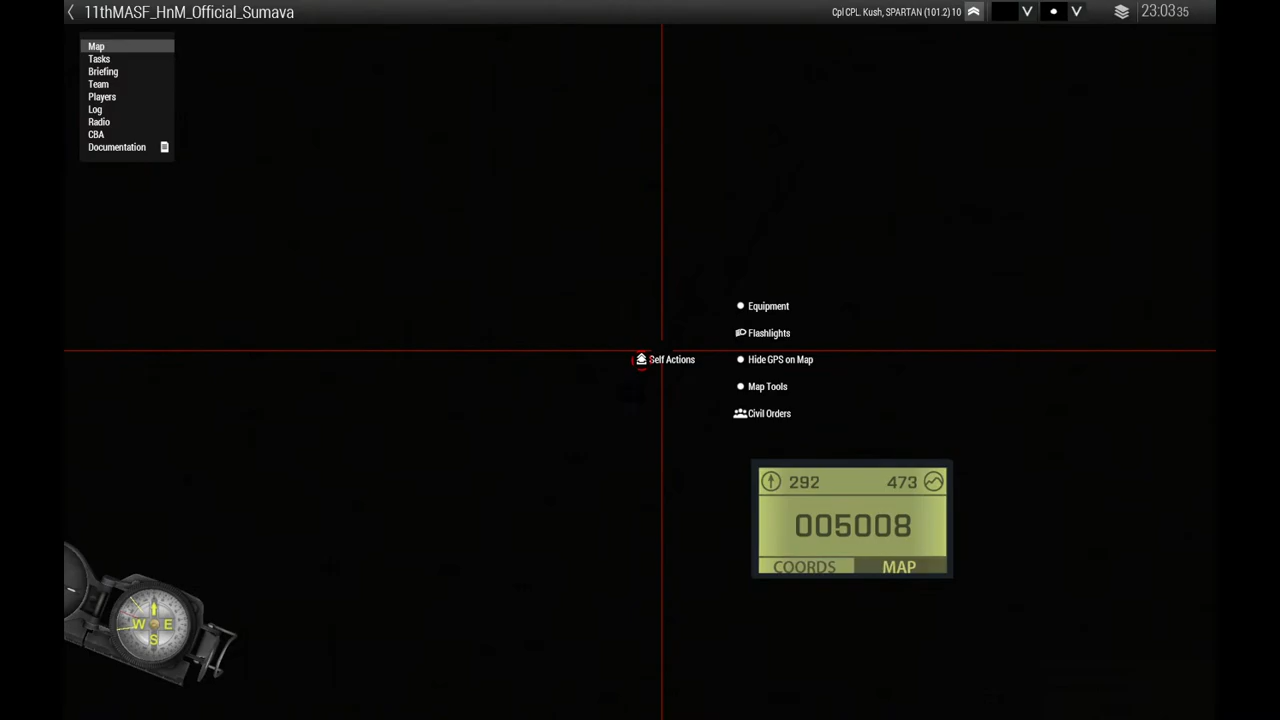 11thMASF_HnM_Official_Sumava
Cpl CPL. Kush, SPARTAN (101.2) 10
23:03 35
Map
Tasks
Briefing
Team
Players
Log
Radio
CBA
Documentation
Equipment
Flashlights
Self Actions
Hide GPS on Map
Map Tools
Civil Orders
292
473
005008
COORDS
MAP
W
E
S